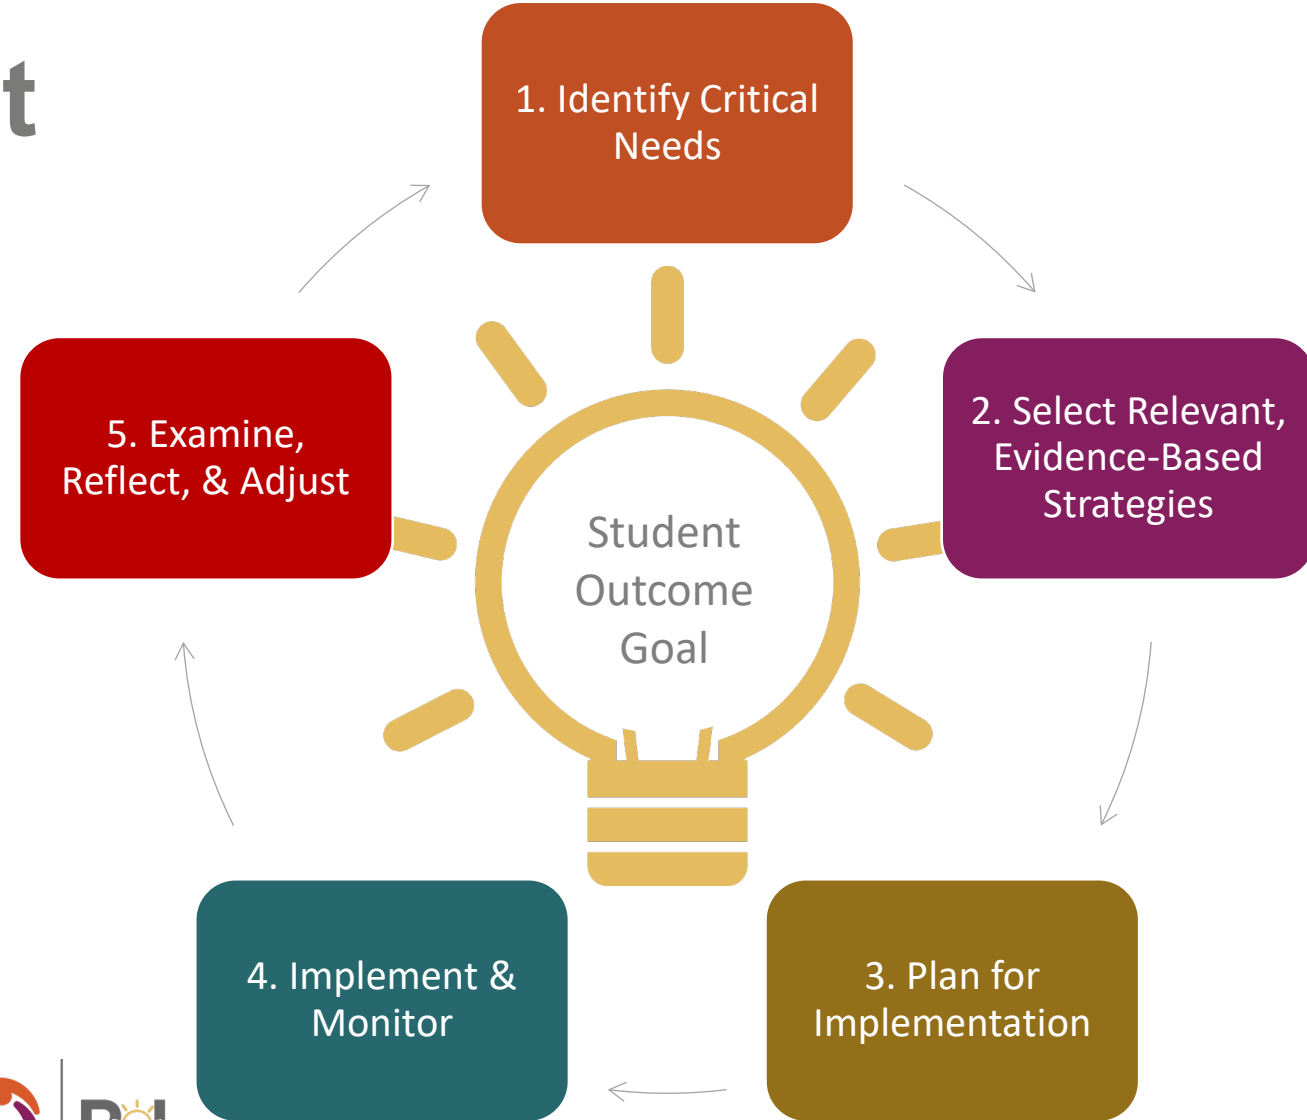 t
1. Identify Critical
Needs
2. Select Relevant,
Evidence-Based
Strategies
3. Plan for
Implementation
4. Implement &
Monitor
5. Examine,
Reflect, & Adjust
Student
Outcome
Goal